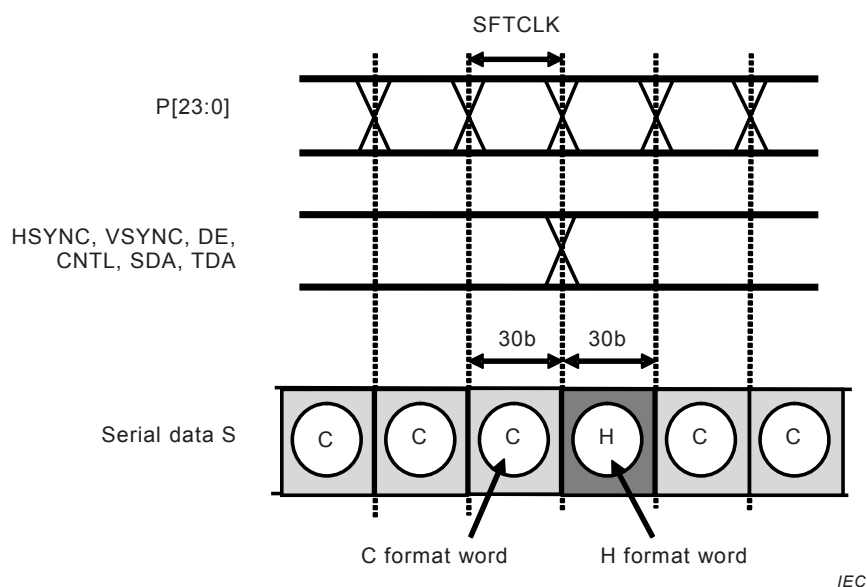 SFTCLK
P[23:0]
HSYNC, VSYNC, DE,
CNTL, SDA, TDA
30b 30b
Serial data S C C C H C C
C format word H format word
IEC